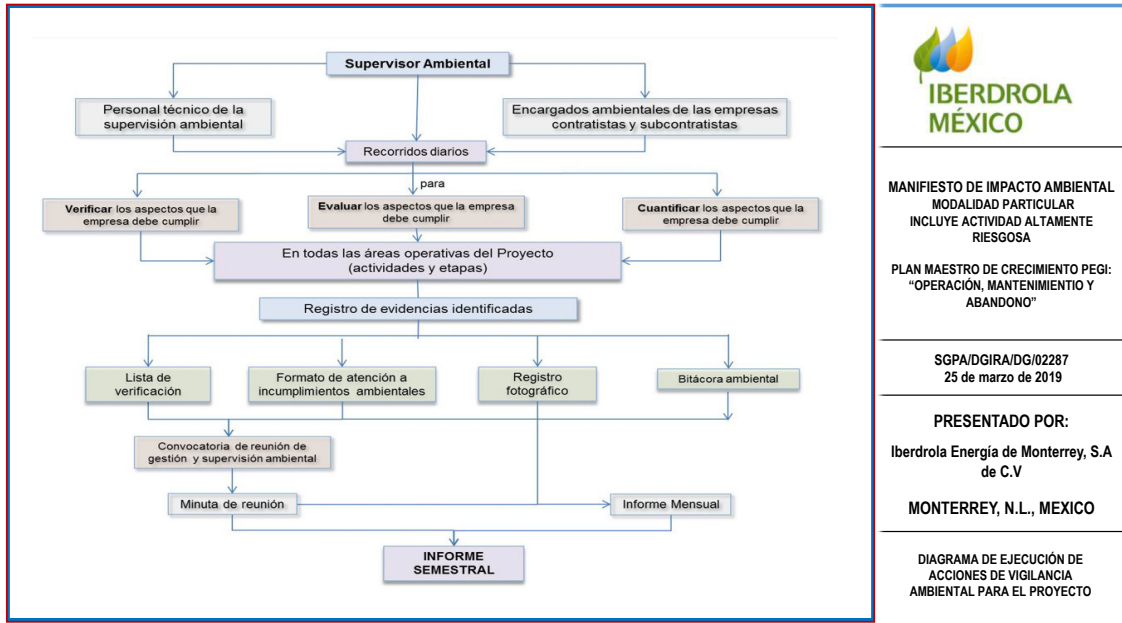 Supervisor Ambiental
Personal técnico de la
supervisión ambiental
Encargados ambientales de las empresas
contratistas y subcontratistas
Recorridos diarios
para
Verificar los aspectos que la
empresa debe cumplir
Evaluar los aspectos que la empresa
debe cumplir
Cuantificar los aspectos que la
empresa debe cumplir
En todas las áreas operativas del Proyecto
(actividades y etapas)
Registro de evidencias identificadas
Lista de
verificación
Formato de atención a
incumplimientos ambientales
Registro
fotográfico
Bitácora ambiental
Convocatoria de reunión de
gestión y supervisión ambiental
Minuta de reunión
Informe Mensual
INFORME
SEMESTRAL
IBERDROLA
MÉXICO
MANIFIESTO DE IMPACTO AMBIENTAL
MODALIDAD PARTICULAR
INCLUYE ACTIVIDAD ALTAMENTE
RIESGOSA
PLAN MAESTRO DE CRECIMIENTO PEGI:
“OPERACIÓN, MANTENIMIENTIO Y
ABANDONO”
SGPA/DGIRA/DG/02287
25 de marzo de 2019
PRESENTADO POR:
Iberdrola Energía de Monterrey, S.A
de C.V
MONTERREY, N.L., MEXICO
DIAGRAMA DE EJECUCIÓN DE
ACCIONES DE VIGILANCIA
AMBIENTAL PARA EL PROYECTO